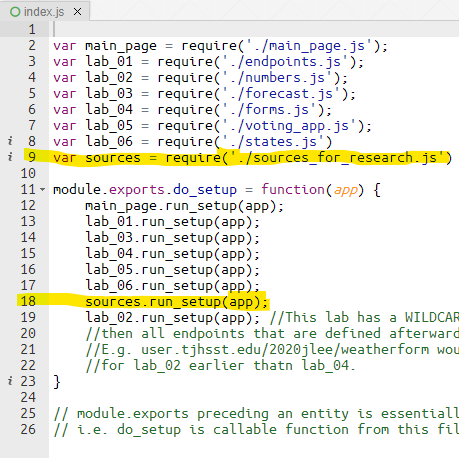 index.js ×
1
2 var main_page = require('./main_page.js');
3 var lab_01 = require('./endpoints.js');
4 var lab_02 = require('./numbers.js');
5 var lab_03 = require('./forecast.js');
6 var lab_04 = require('./forms.js');
7 var lab_05 = require('./voting_app.js');
i 8 var lab_06 = require('./states.js')
i 9 var sources = require('./sources_for_research.js')
10
11 module.exports.do_setup = function(app) {
12 main_page.run_setup(app);
13 lab_01.run_setup(app);
14 lab_03.run_setup(app);
15 lab_04.run_setup(app);
16 lab_05.run_setup(app);
17 lab_06.run_setup(app);
18 sources.run_setup(app);
19 lab_02.run_setup(app); //This lab has a WILDCAR
20 //then all endpoints that are defined afterward
21 //E.g. user.tjhsst.edu/2020jlee/weatherform wou
22 //for lab_02 earlier thatn lab_04.
i 23 }
24
25 // module.exports preceding an entity is essentiall
26 // i.e. do_setup is callable function from this fil